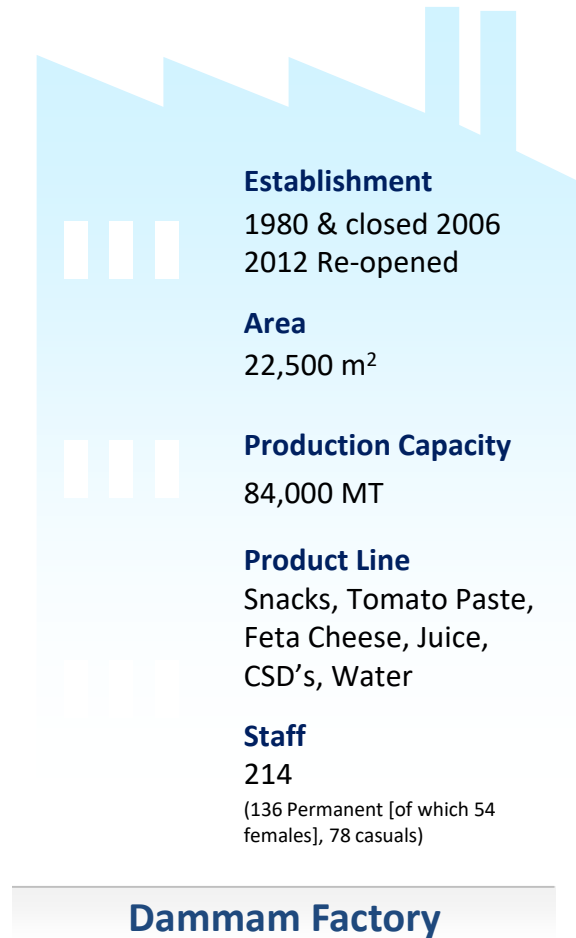 Establishment
1980 & closed 2006
2012 Re-opened
Area
22,500 m²
Production Capacity
84,000 MT
Product Line
Snacks, Tomato Paste,
Feta Cheese, Juice,
CSD’s, Water
Staff
214
(136 Permanent [of which 54
females], 78 casuals)
Dammam Factory